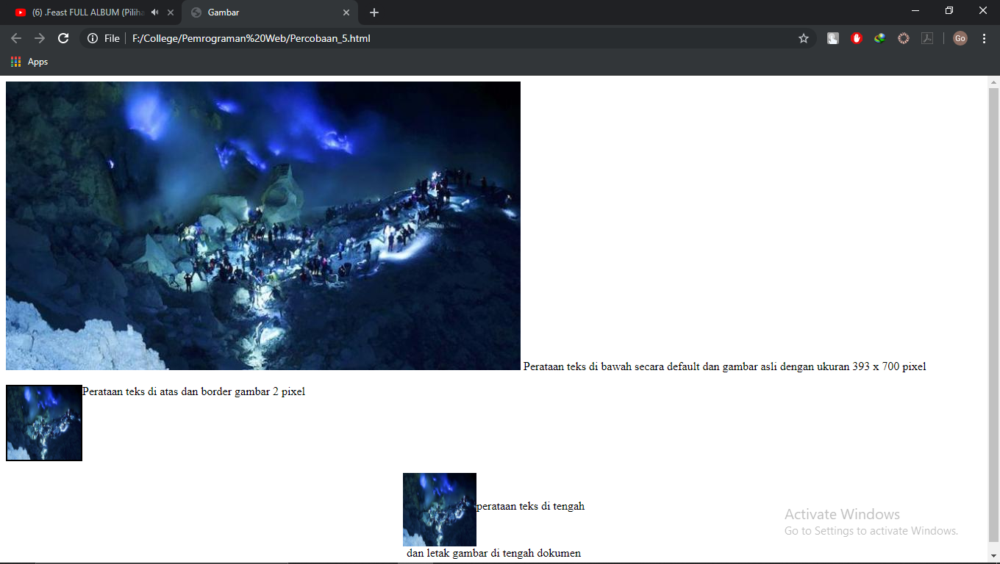 (6) .Feast FULL ALBUM (Piliha
Gambar
File
F:/College/Pemrograman%20Web/Percobaan_5.html
Go
Apps
Perataan teks di bawah secara default dan gambar asli dengan ukuran 393 x 700 pixel
Perataan teks di atas dan border gambar 2 pixel
perataan teks di tengah
dan letak gambar di tengah dokumen
Activate Windows
Go to Settings to activate Windows.